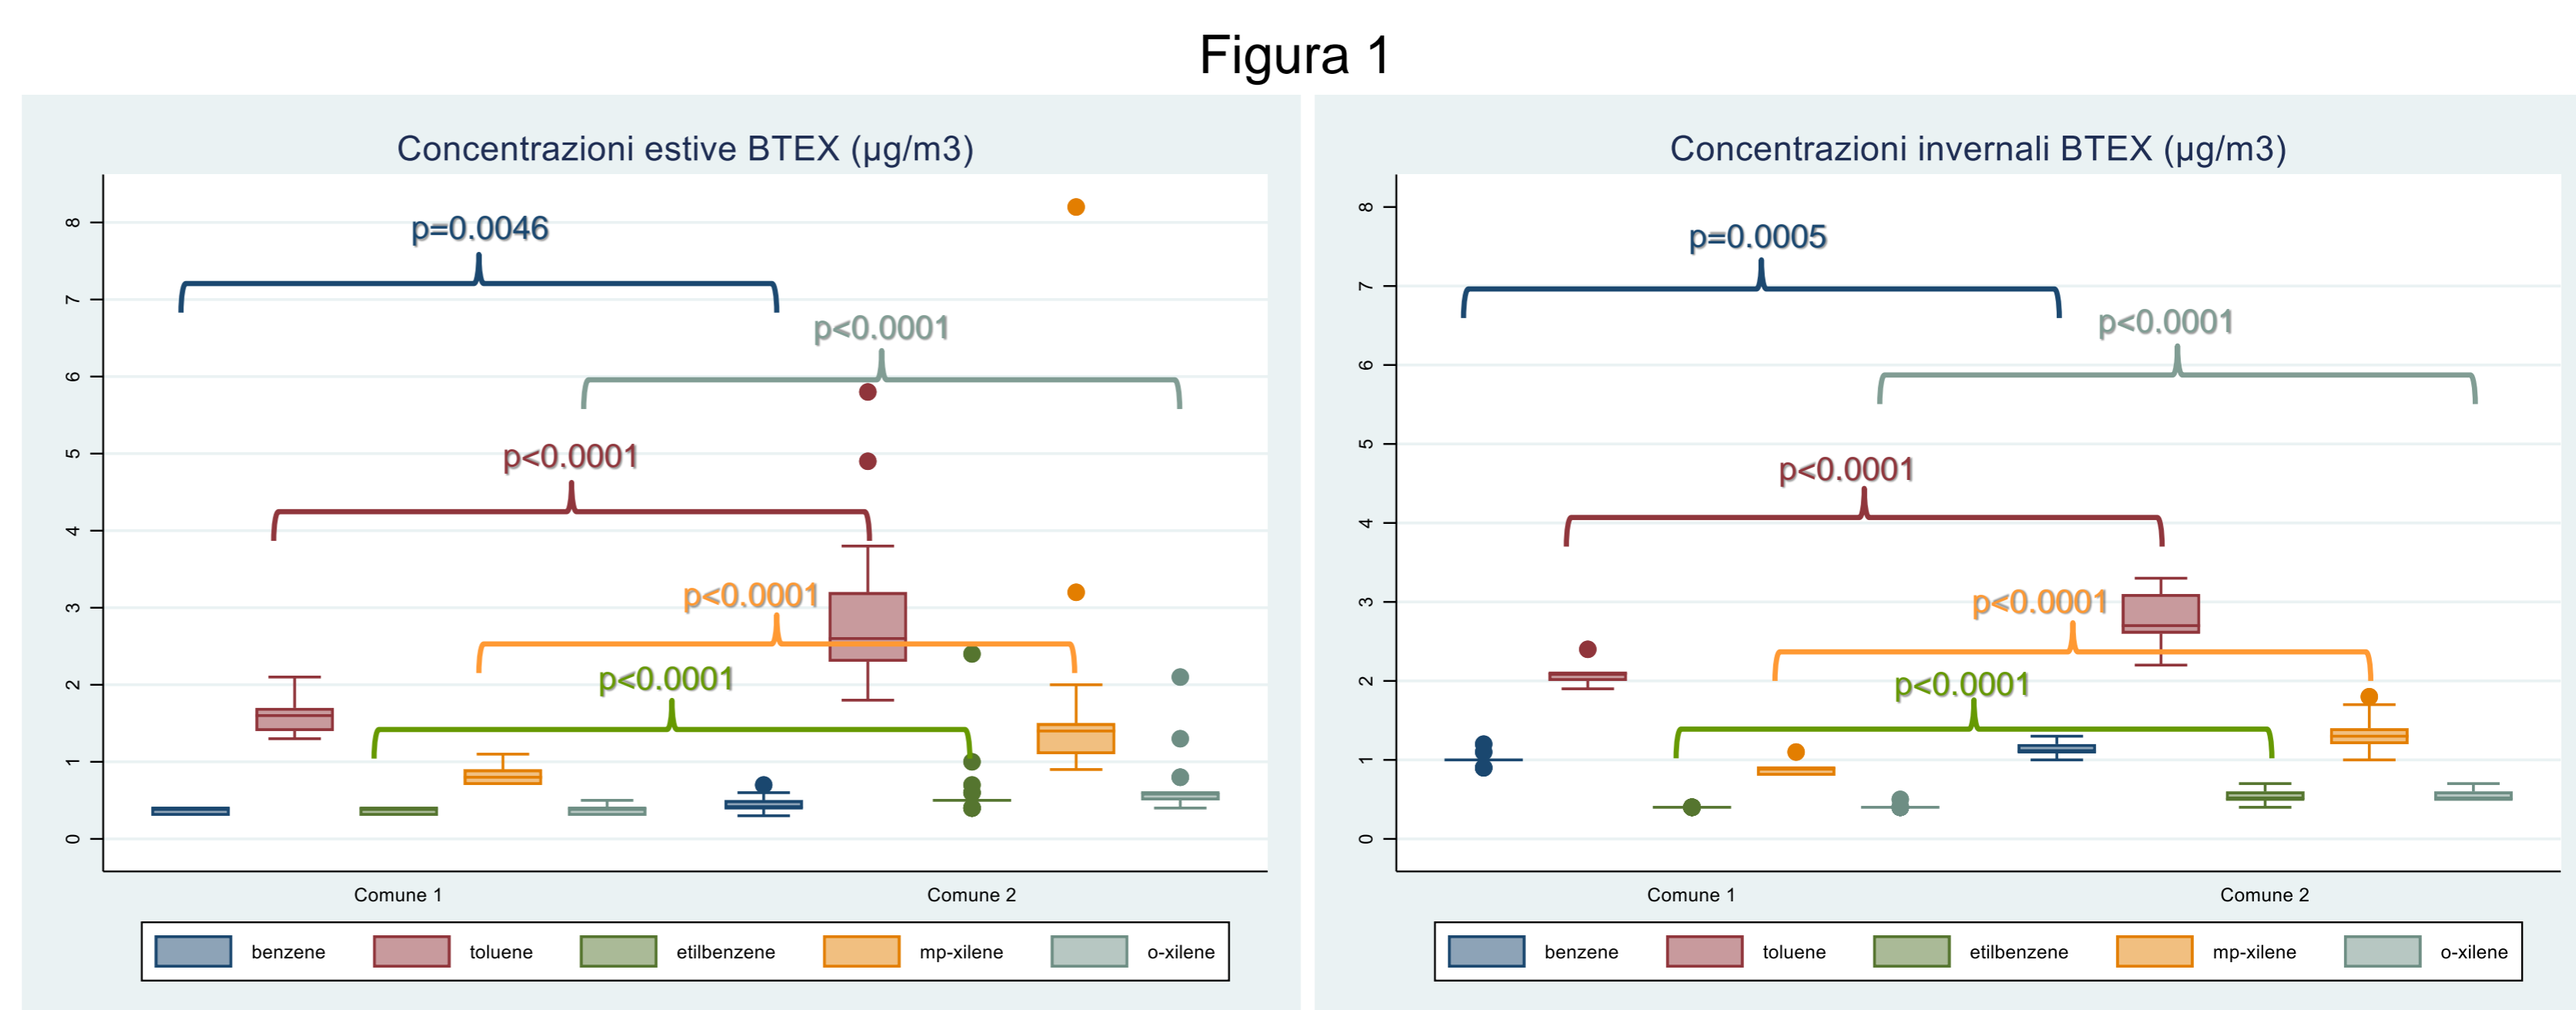 Figura 1
Concentrazioni estive BTEX (µg/m3)
p=0.0046
p<0.0001
p<0.0001
p<0.0001
p<0.0001
8
7
6
5
4
3
2
1
0
Comune 1 Comune 2
benzene toluene etilbenzene mp-xilene o-xilene
Concentrazioni invernali BTEX (µg/m3)
p=0.0005
p<0.0001
p<0.0001
p<0.0001
p<0.0001
8
7
6
5
4
3
2
1
0
Comune 1 Comune 2
benzene toluene etilbenzene mp-xilene o-xilene